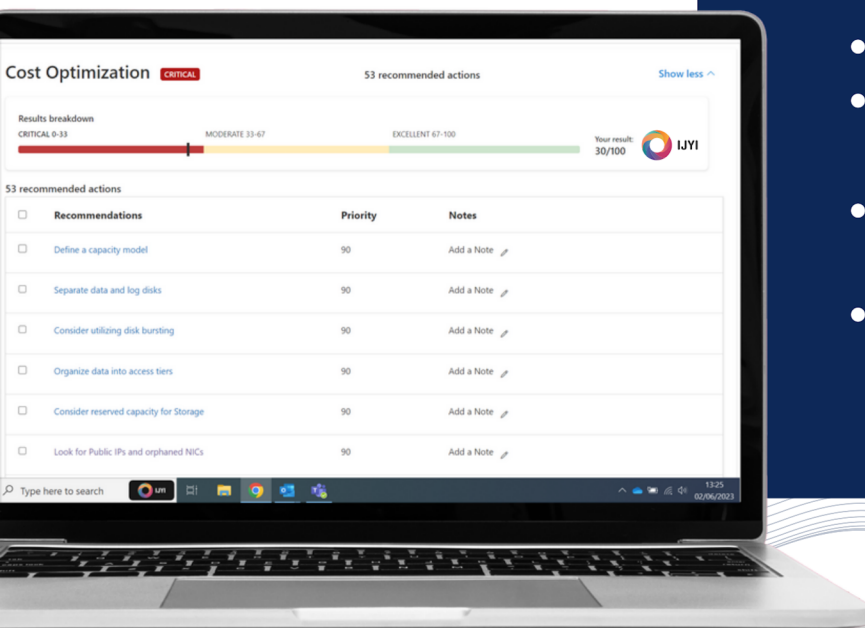 Cost Optimization CRITICAL 53 recommended actions Show less
Results breakdown
CRITICAL 0-33 MODERATE 33-67 EXCELLENT 67-100
Your result:
30/100
IJYI
53 recommended actions
Recommendations Priority Notes
Define a capacity model 90 Add a Note
Separate data and log disks 90 Add a Note
Consider utilizing disk bursting 90 Add a Note
Organize data into access tiers 90 Add a Note
Consider reserved capacity for Storage 90 Add a Note
Look for Public IPs and orphaned NICs 90 Add a Note
Type here to search IJYI 13:25
02/06/2023